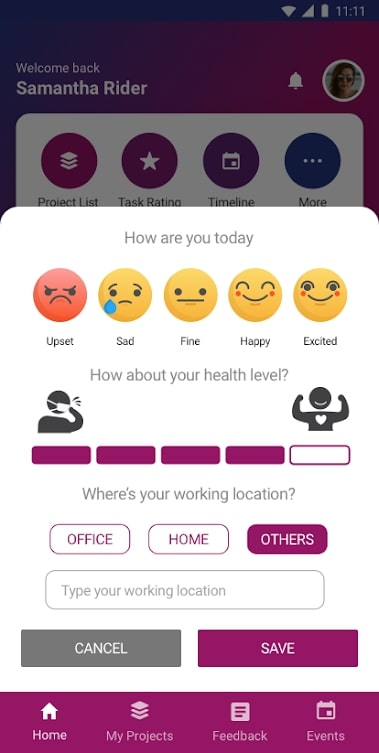 11:11
Welcome back
Samantha Rider
Project List Task Rating Timeline More
How are you today
Upset Sad Fine Happy Excited
How about your health level?
Where's your working location?
OFFICE HOME OTHERS
Type your working location
CANCEL SAVE
Home My Projects Feedback Events